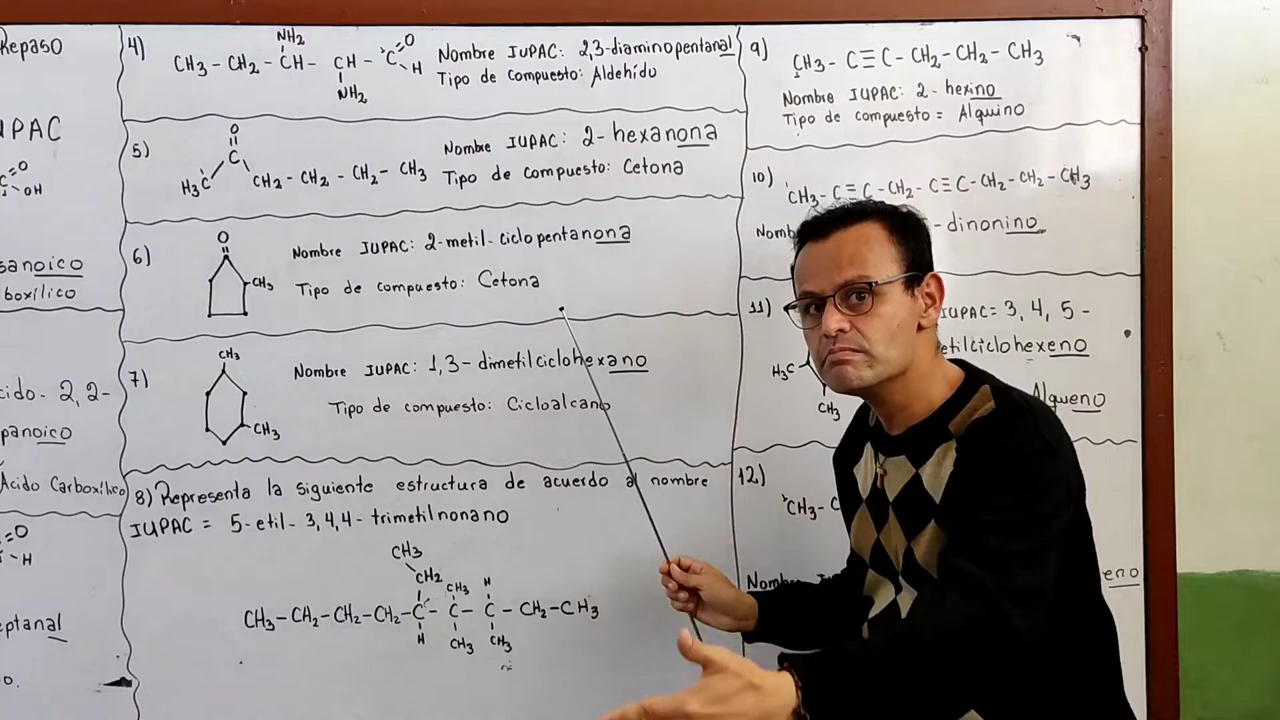 Repaso
UPAC
C=O
OH
sanoico
boxílico
cido - 2,2-
panoico
Ácido Carboxílico
=O
H
eptanal
o.
4)
NH2
CH3 - CH2 - CH - CH - C=O
H
NH2
Nombre IUPAC: 2,3-diaminopentanal
Tipo de compuesto: Aldehído
5)
O
C
H3C
CH2 - CH2 - CH2 - CH3
Nombre IUPAC: 2-hexanona
Tipo de compuesto: Cetona
6)
O
CH3
Nombre IUPAC: 2-metil-ciclopentanona
Tipo de compuesto: Cetona
7)
CH3
CH3
Nombre IUPAC: 1,3-dimetilciclohexano
Tipo de compuesto: Cicloalcano
8) Representa la siguiente estructura de acuerdo al nombre
IUPAC = 5-etil-3,4,4-trimetilnonano
CH3
CH2 CH3 H
CH3-CH2-CH2-CH2-C-C-C-CH2-CH3
H CH3 CH3
9)
CH3-C≡C-CH2-CH2-CH3
Nombre IUPAC: 2-hexino
Tipo de compuesto = Alquino
10)
CH3-C≡C-CH2-C≡C-CH2-CH2-CH3
Nomb -dinonino
11)
IUPAC= 3, 4, 5-
etilciclohexeno
H3C
CH3
Alqueno
12)
CH3-C
Nombre
eno